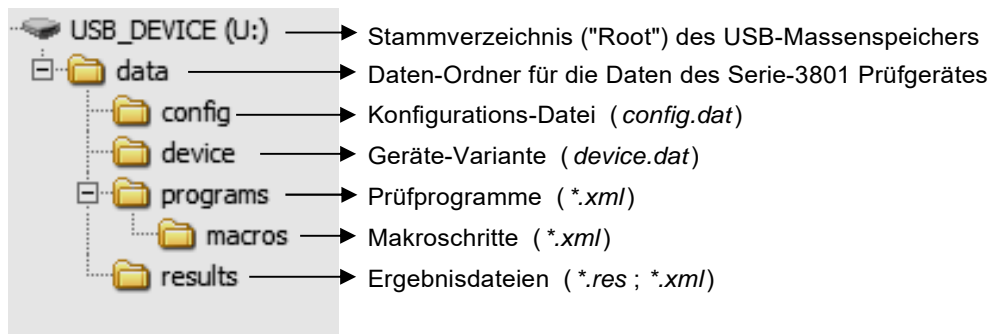 USB_DEVICE (U:) Stammverzeichnis ("Root") des USB-Massenspeichers
data Daten-Ordner für die Daten des Serie-3801 Prüfgerätes
config Konfigurations-Datei (config.dat)
device Geräte-Variante (device.dat)
programs Prüfprogramme (*.xml)
macros Makroschritte (*.xml)
results Ergebnisdateien (*.res ; *.xml)